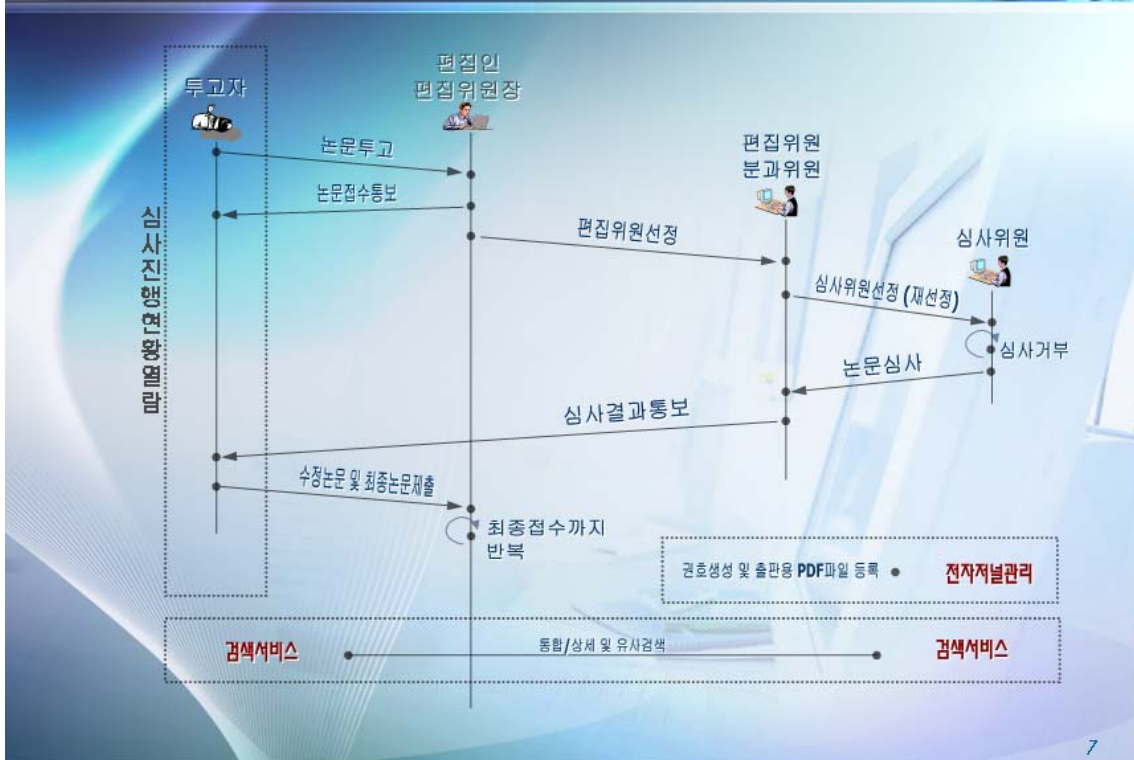 투고자
편집인
편집위원장
논문투고
논문접수통보
편집위원
분과위원
편집위원선정
심사위원
심사위원선정 (재선정)
심사거부
논문심사
심사결과통보
심사진행현황열람
수정논문 및 최종논문제출
최종접수까지
반복
권호생성 및 출판용 PDF파일 등록
전자저널관리
검색서비스
통합/상세 및 유사검색
검색서비스
7